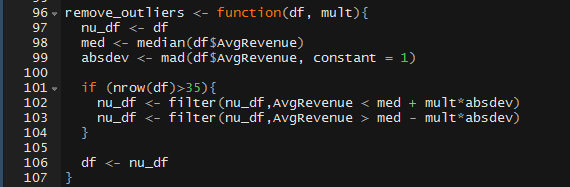 96 remove_outliers <- function(df, mult){
97   nu_df <- df
98   med <- median(df$AvgRevenue)
99   absdev <- mad(df$AvgRevenue, constant = 1)
100
101   if (nrow(df)>35){
102     nu_df <- filter(nu_df,AvgRevenue < med + mult*absdev)
103     nu_df <- filter(nu_df,AvgRevenue > med - mult*absdev)
104   }
105
106   df <- nu_df
107 }